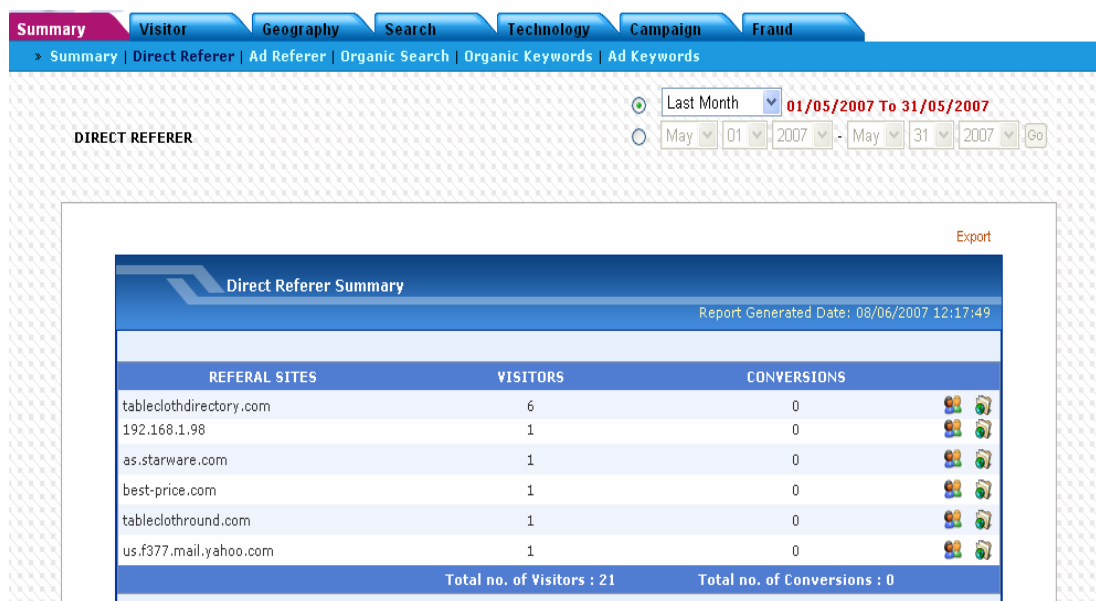 Summary Visitor Geography Search Technology Campaign Fraud
» Summary | Direct Referer | Ad Referer | Organic Search | Organic Keywords | Ad Keywords
Last Month 01/05/2007 To 31/05/2007
DIRECT REFERER
May 01 2007 - May 31 2007 Go
Export
Direct Referer Summary
Report Generated Date: 08/06/2007 12:17:49
REFERAL SITES VISITORS CONVERSIONS
tableclothdirectory.com 6 0
192.168.1.98 1 0
as.starware.com 1 0
best-price.com 1 0
tableclothround.com 1 0
us.f377.mail.yahoo.com 1 0
Total no. of Visitors : 21 Total no. of Conversions : 0